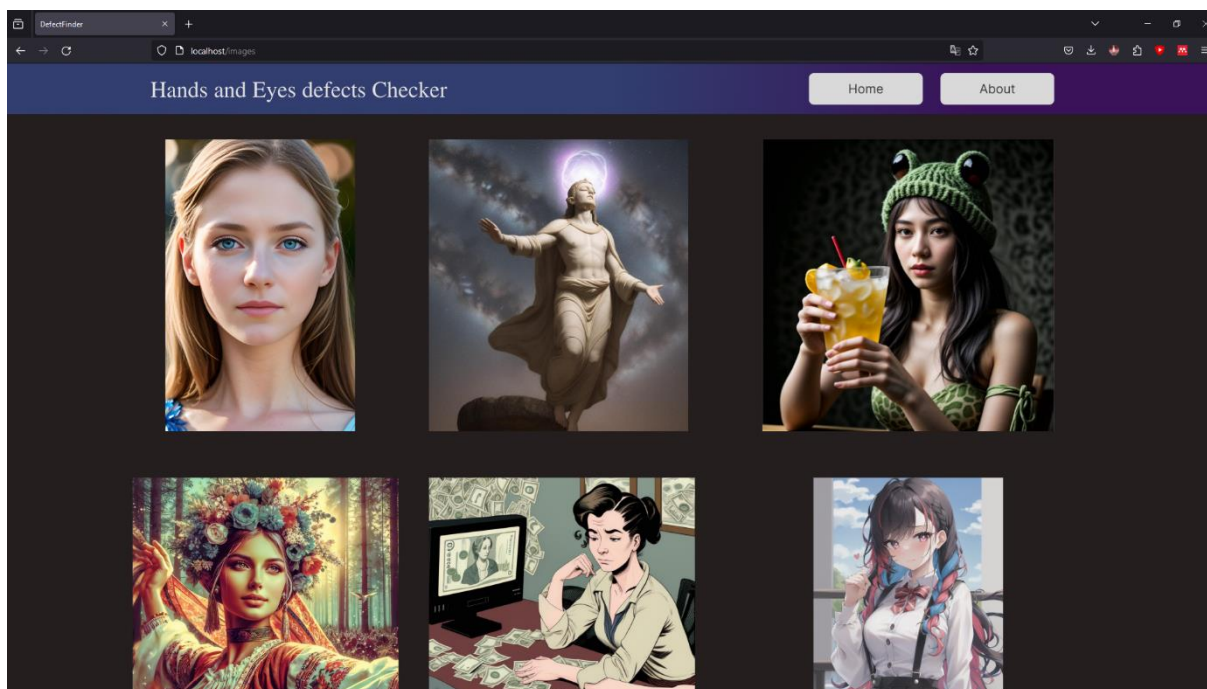 DefectFinder
localhost/images
Hands and Eyes defects Checker
Home
About